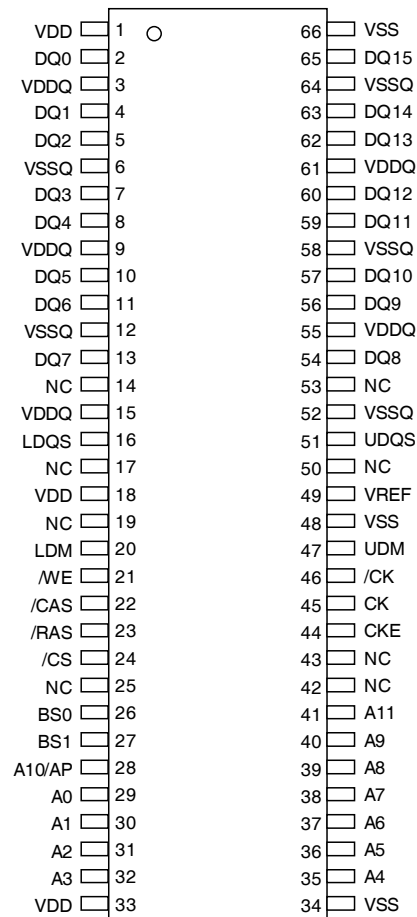 VDD 1 66 VSS
DQ0 2 65 DQ15
VDDQ 3 64 VSSQ
DQ1 4 63 DQ14
DQ2 5 62 DQ13
VSSQ 6 61 VDDQ
DQ3 7 60 DQ12
DQ4 8 59 DQ11
VDDQ 9 58 VSSQ
DQ5 10 57 DQ10
DQ6 11 56 DQ9
VSSQ 12 55 VDDQ
DQ7 13 54 DQ8
NC 14 53 NC
VDDQ 15 52 VSSQ
LDQS 16 51 UDQS
NC 17 50 NC
VDD 18 49 VREF
NC 19 48 VSS
LDM 20 47 UDM
/WE 21 46 /CK
/CAS 22 45 CK
/RAS 23 44 CKE
/CS 24 43 NC
NC 25 42 NC
BS0 26 41 A11
BS1 27 40 A9
A10/AP 28 39 A8
A0 29 38 A7
A1 30 37 A6
A2 31 36 A5
A3 32 35 A4
VDD 33 34 VSS